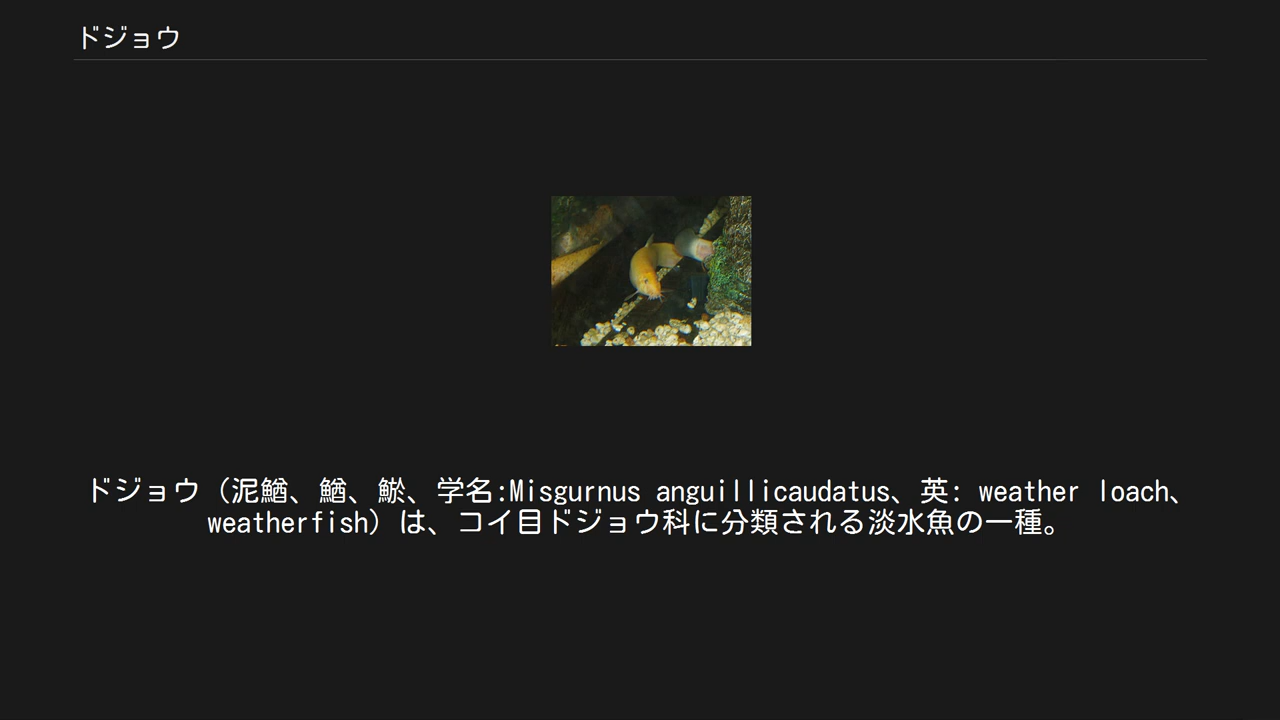 ドジョウ
ドジョウ（泥鰌、鰌、鯲、学名:Misgurnus anguillicaudatus、英: weather loach、
weatherfish）は、コイ目ドジョウ科に分類される淡水魚の一種。